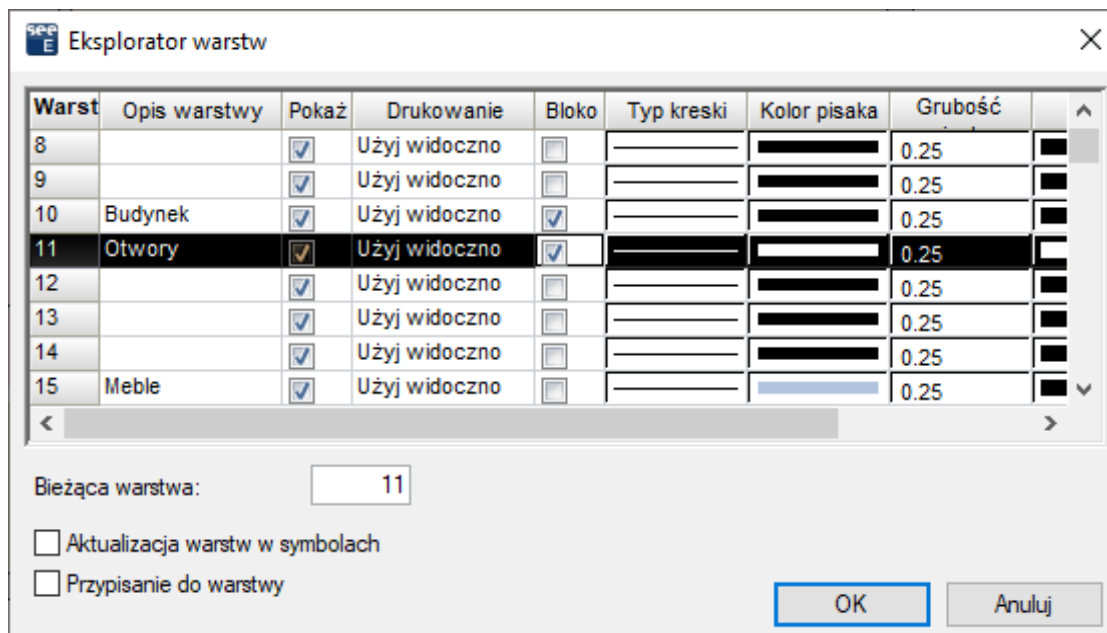 see E Eksplorator warstw
Warst Opis warstwy Pokaż Drukowanie Bloko Typ kreski Kolor pisaka Grubość
8 Użyj widoczno 0.25
9 Użyj widoczno 0.25
10 Budynek Użyj widoczno 0.25
11 Otwory Użyj widoczno 0.25
12 Użyj widoczno 0.25
13 Użyj widoczno 0.25
14 Użyj widoczno 0.25
15 Meble Użyj widoczno 0.25
Bieżąca warstwa: 11
Aktualizacja warstw w symbolach
Przypisanie do warstwy
OK Anuluj